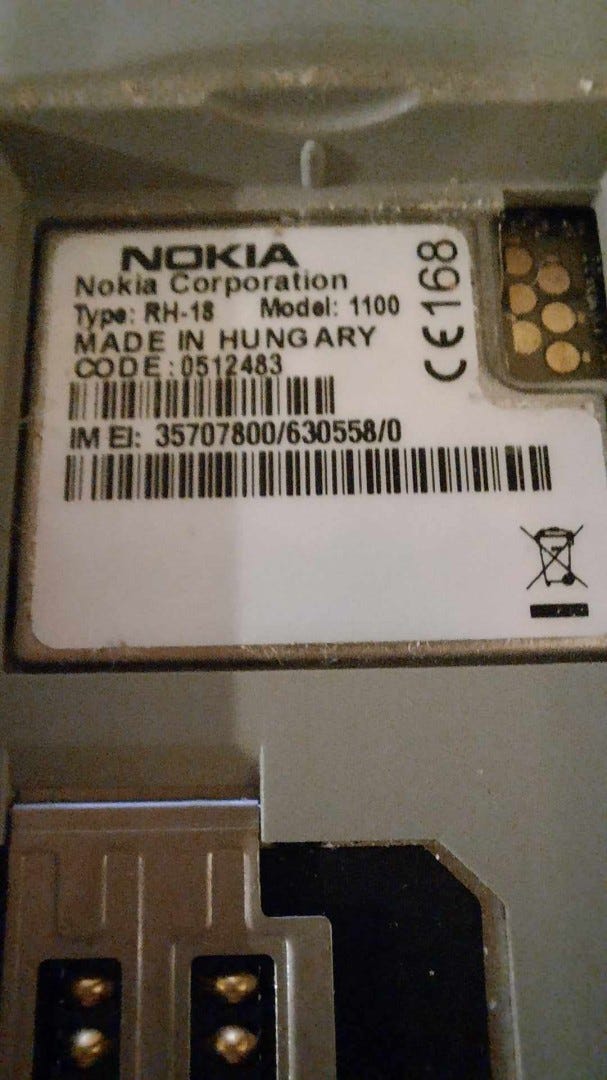 NOKIA
Nokia Corporation
Type: RH-18 Model: 1100
MADE IN HUNGARY
CODE: 0512483
IMEI: 35707800/630558/0
CE168